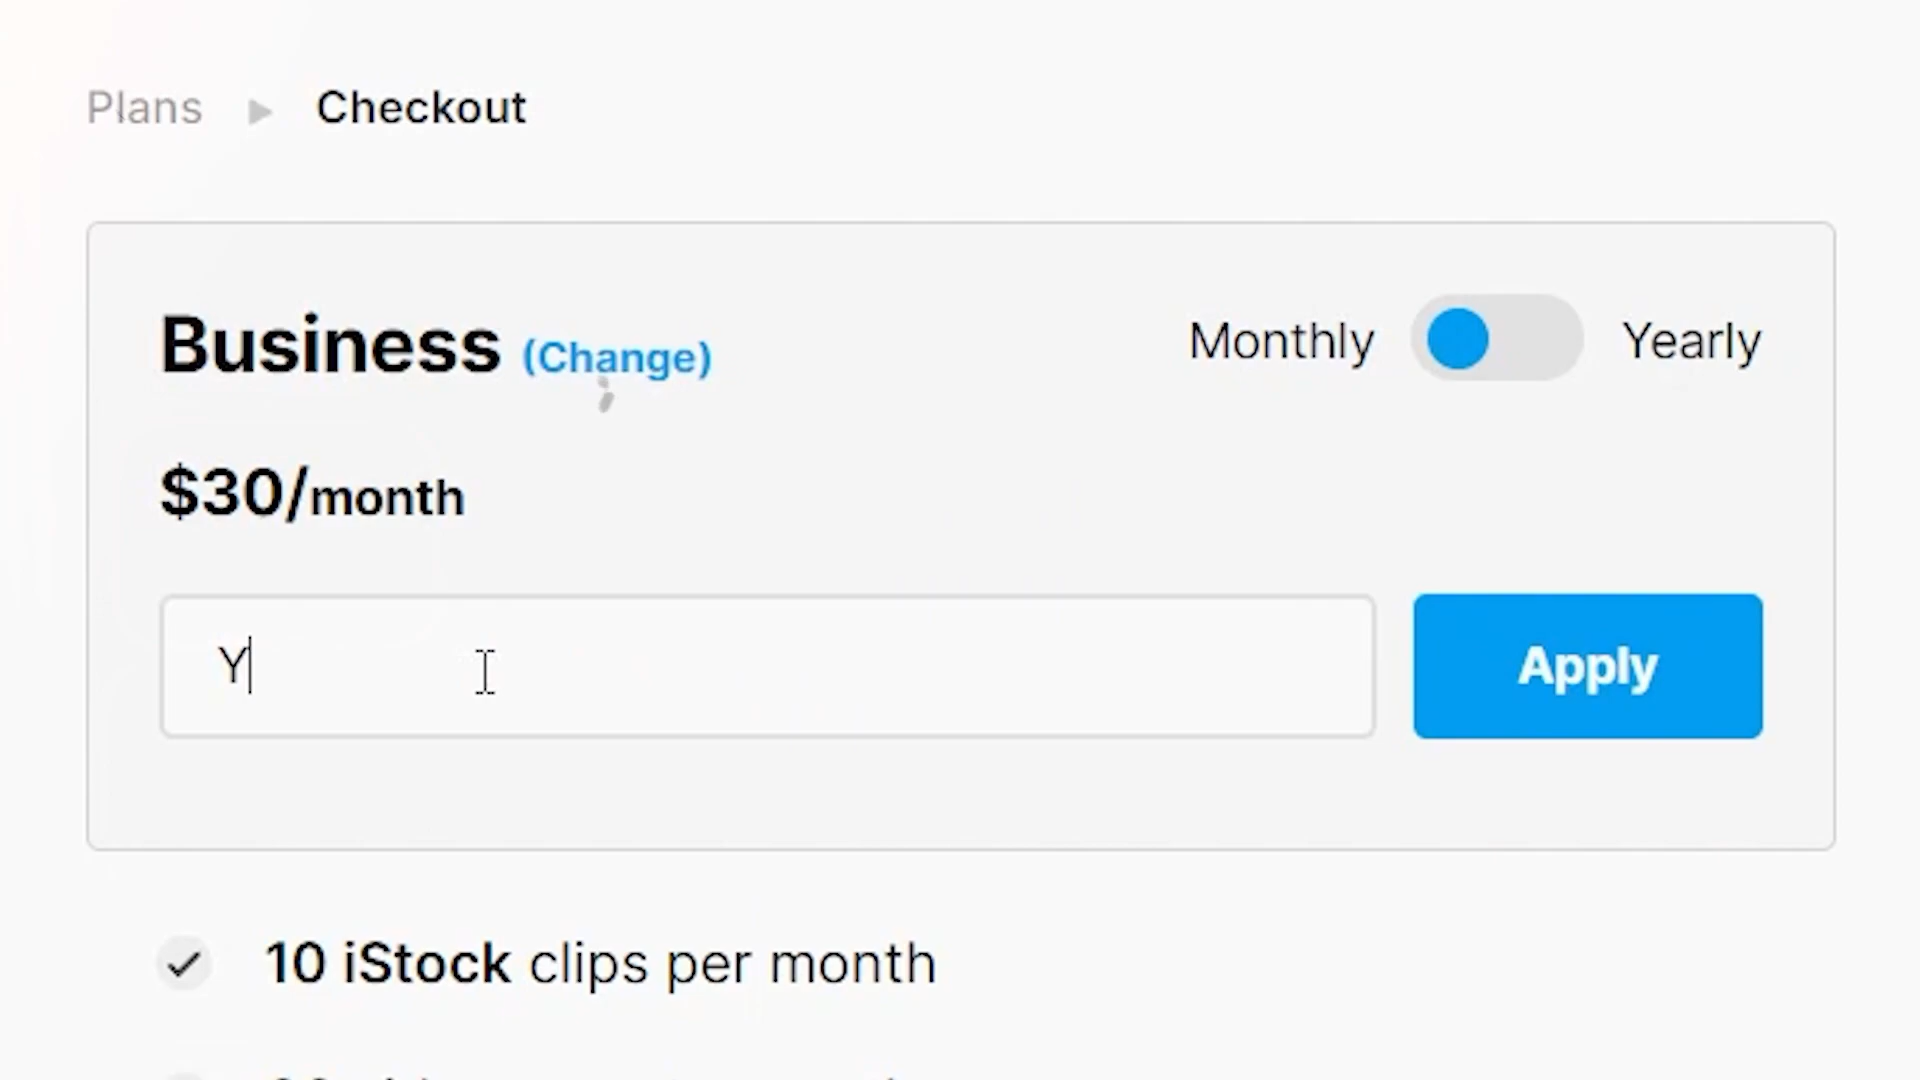 Plans ▶ Checkout
Business (Change)
Monthly Yearly
$30/month
Y
Apply
10 iStock clips per month